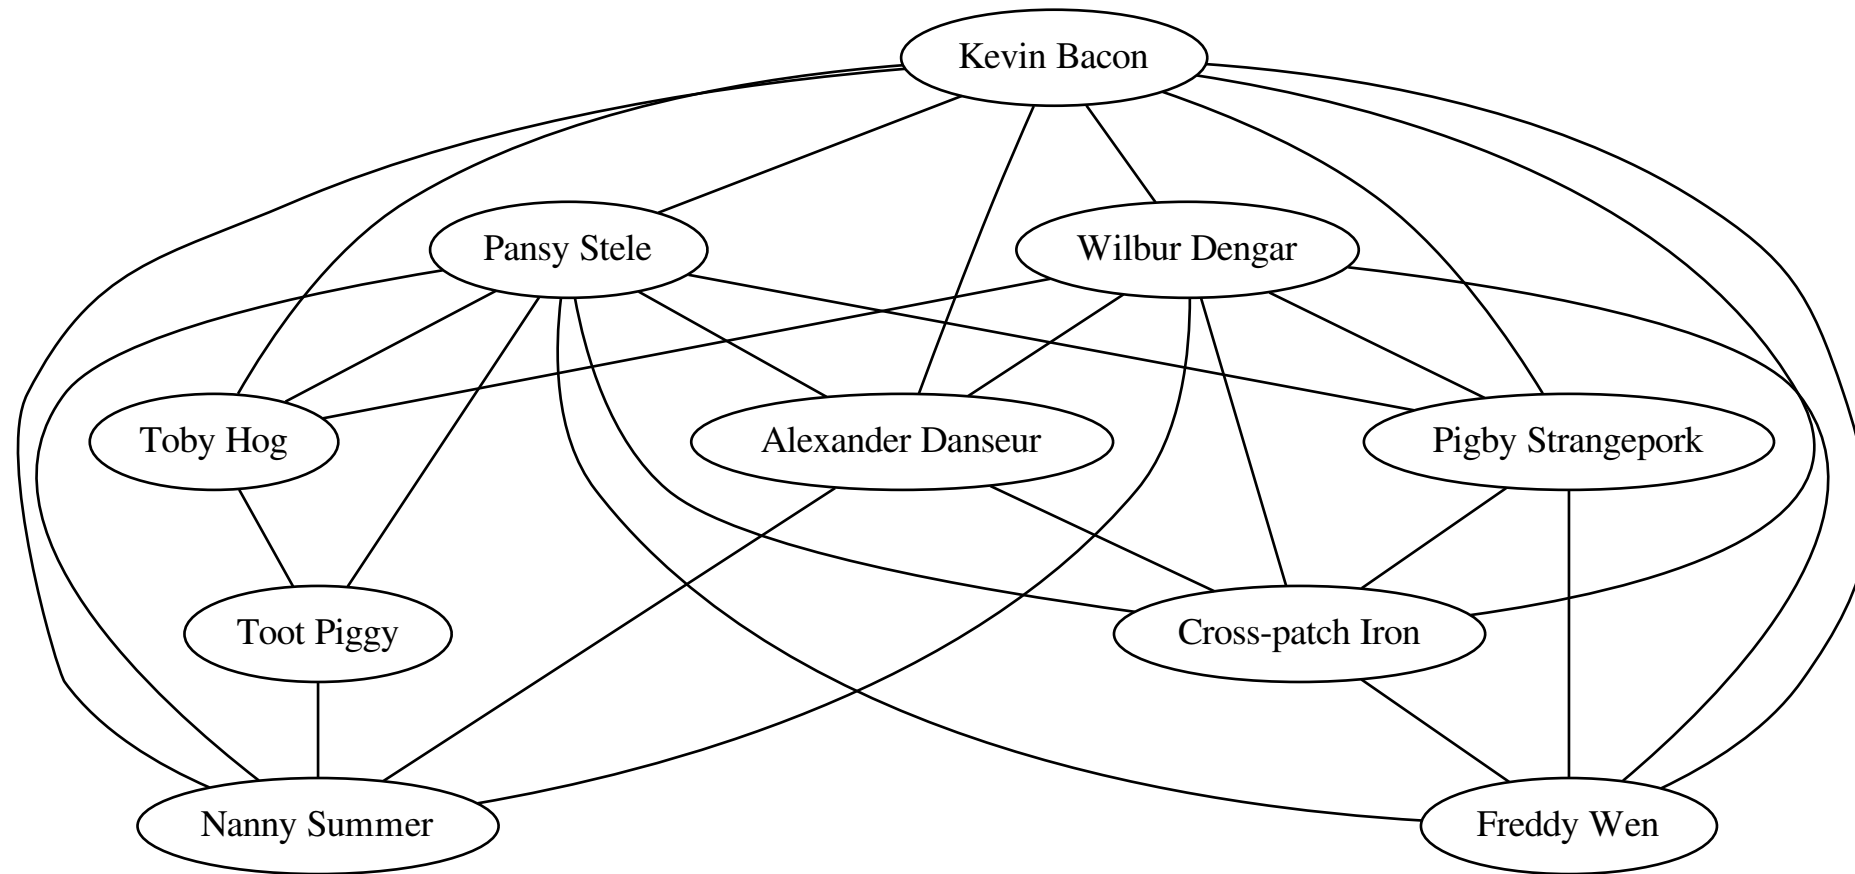 Kevin Bacon
Pansy Stele
Wilbur Dengar
Toby Hog
Alexander Danseur
Pigby Strangepork
Toot Piggy
Cross-patch Iron
Nanny Summer
Freddy Wen